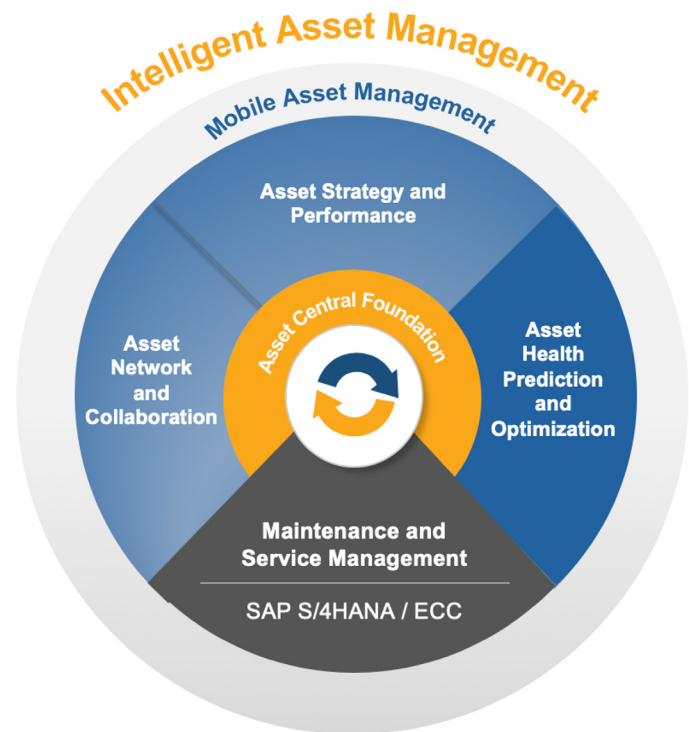 Intelligent Asset Management
Mobile Asset Management
Asset Strategy and
Performance
Asset Central Foundation
Asset
Network
and
Collaboration
Asset
Health
Prediction
and
Optimization
Maintenance and
Service Management
SAP S/4HANA / ECC